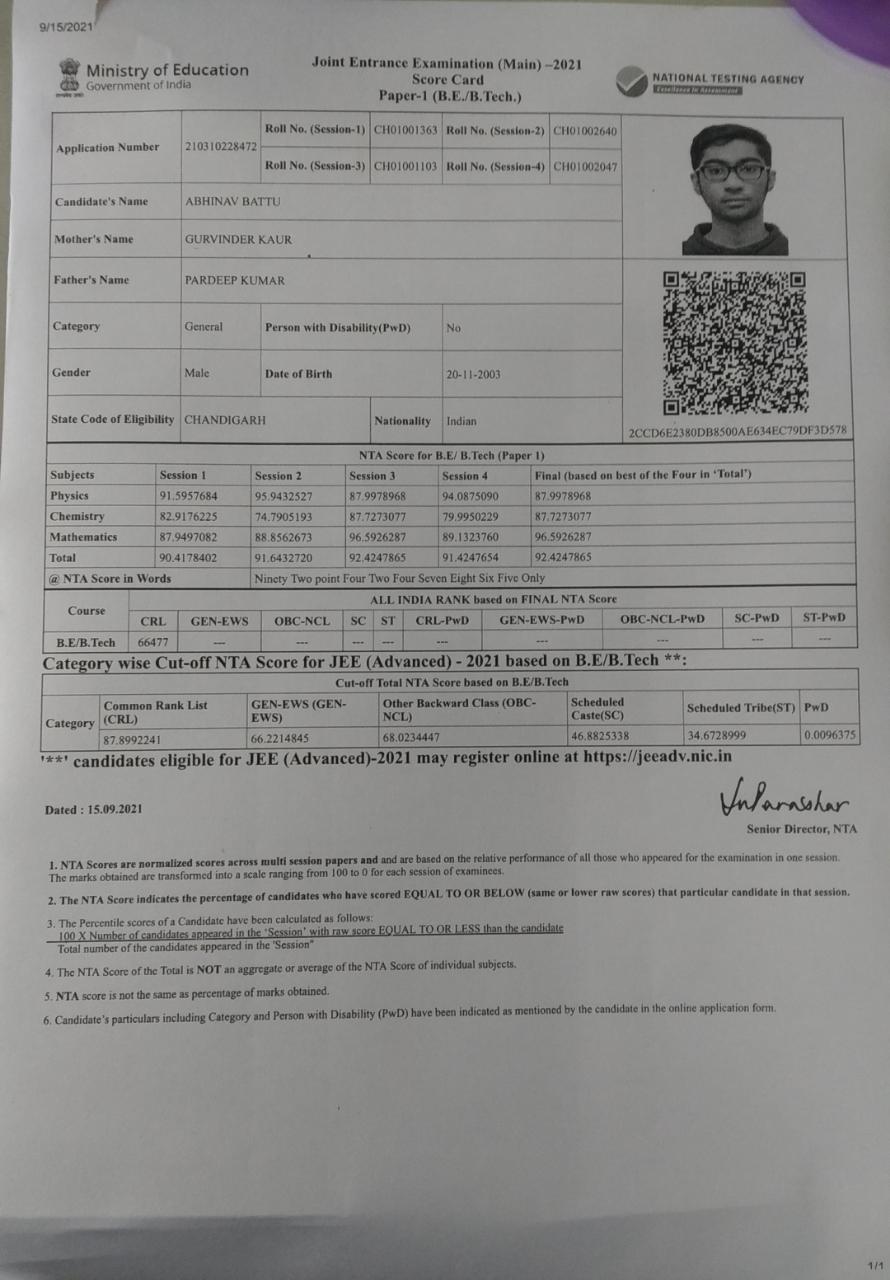 9/15/2021
Ministry of Education
Government of India
Joint Entrance Examination (Main) –2021
Score Card
Paper-1 (B.E./B.Tech.)
NATIONAL TESTING AGENCY
Excellence in Assessment
Application Number 210310228472 Roll No. (Session-1) CH01001363 Roll No. (Session-2) CH01002640
Roll No. (Session-3) CH01001103 Roll No. (Session-4) CH01002047
Candidate's Name ABHINAV BATTU
Mother's Name GURVINDER KAUR
Father's Name PARDEEP KUMAR
Category General Person with Disability(PwD) No
Gender Male Date of Birth 20-11-2003
State Code of Eligibility CHANDIGARH Nationality Indian
2CCD6E2380DB8500AE634EC79DF3D578
NTA Score for B.E/ B.Tech (Paper 1)
Subjects Session 1 Session 2 Session 3 Session 4 Final (based on best of the Four in 'Total')
Physics 91.5957684 95.9432527 87.9978968 94.0875090 87.9978968
Chemistry 82.9176225 74.7905193 87.7273077 79.9950229 87.7273077
Mathematics 87.9497082 88.8562673 96.5926287 89.1323760 96.5926287
Total 90.4178402 91.6432720 92.4247865 91.4247654 92.4247865
@ NTA Score in Words Ninety Two point Four Two Four Seven Eight Six Five Only
ALL INDIA RANK based on FINAL NTA Score
Course CRL GEN-EWS OBC-NCL SC ST CRL-PwD GEN-EWS-PwD OBC-NCL-PwD SC-PwD ST-PwD
B.E/B.Tech 66477 --- --- --- --- --- --- --- --- ---
Category wise Cut-off NTA Score for JEE (Advanced) - 2021 based on B.E/B.Tech **:
Cut-off Total NTA Score based on B.E/B.Tech
Category Common Rank List (CRL) GEN-EWS (GEN-EWS) Other Backward Class (OBC-NCL) Scheduled Caste(SC) Scheduled Tribe(ST) PwD
87.8992241 66.2214845 68.0234447 46.8825338 34.6728999 0.0096375
'**' candidates eligible for JEE (Advanced)-2021 may register online at https://jeeadv.nic.in
Dated : 15.09.2021
Senior Director, NTA
1. NTA Scores are normalized scores across multi session papers and and are based on the relative performance of all those who appeared for the examination in one session.
The marks obtained are transformed into a scale ranging from 100 to 0 for each session of examinees.
2. The NTA Score indicates the percentage of candidates who have scored EQUAL TO OR BELOW (same or lower raw scores) that particular candidate in that session.
3. The Percentile scores of a Candidate have been calculated as follows:
100 X Number of candidates appeared in the 'Session' with raw score EQUAL TO OR LESS than the candidate
Total number of the candidates appeared in the 'Session"
4. The NTA Score of the Total is NOT an aggregate or average of the NTA Score of individual subjects.
5. NTA score is not the same as percentage of marks obtained.
6. Candidate's particulars including Category and Person with Disability (PwD) have been indicated as mentioned by the candidate in the online application form.
1/1